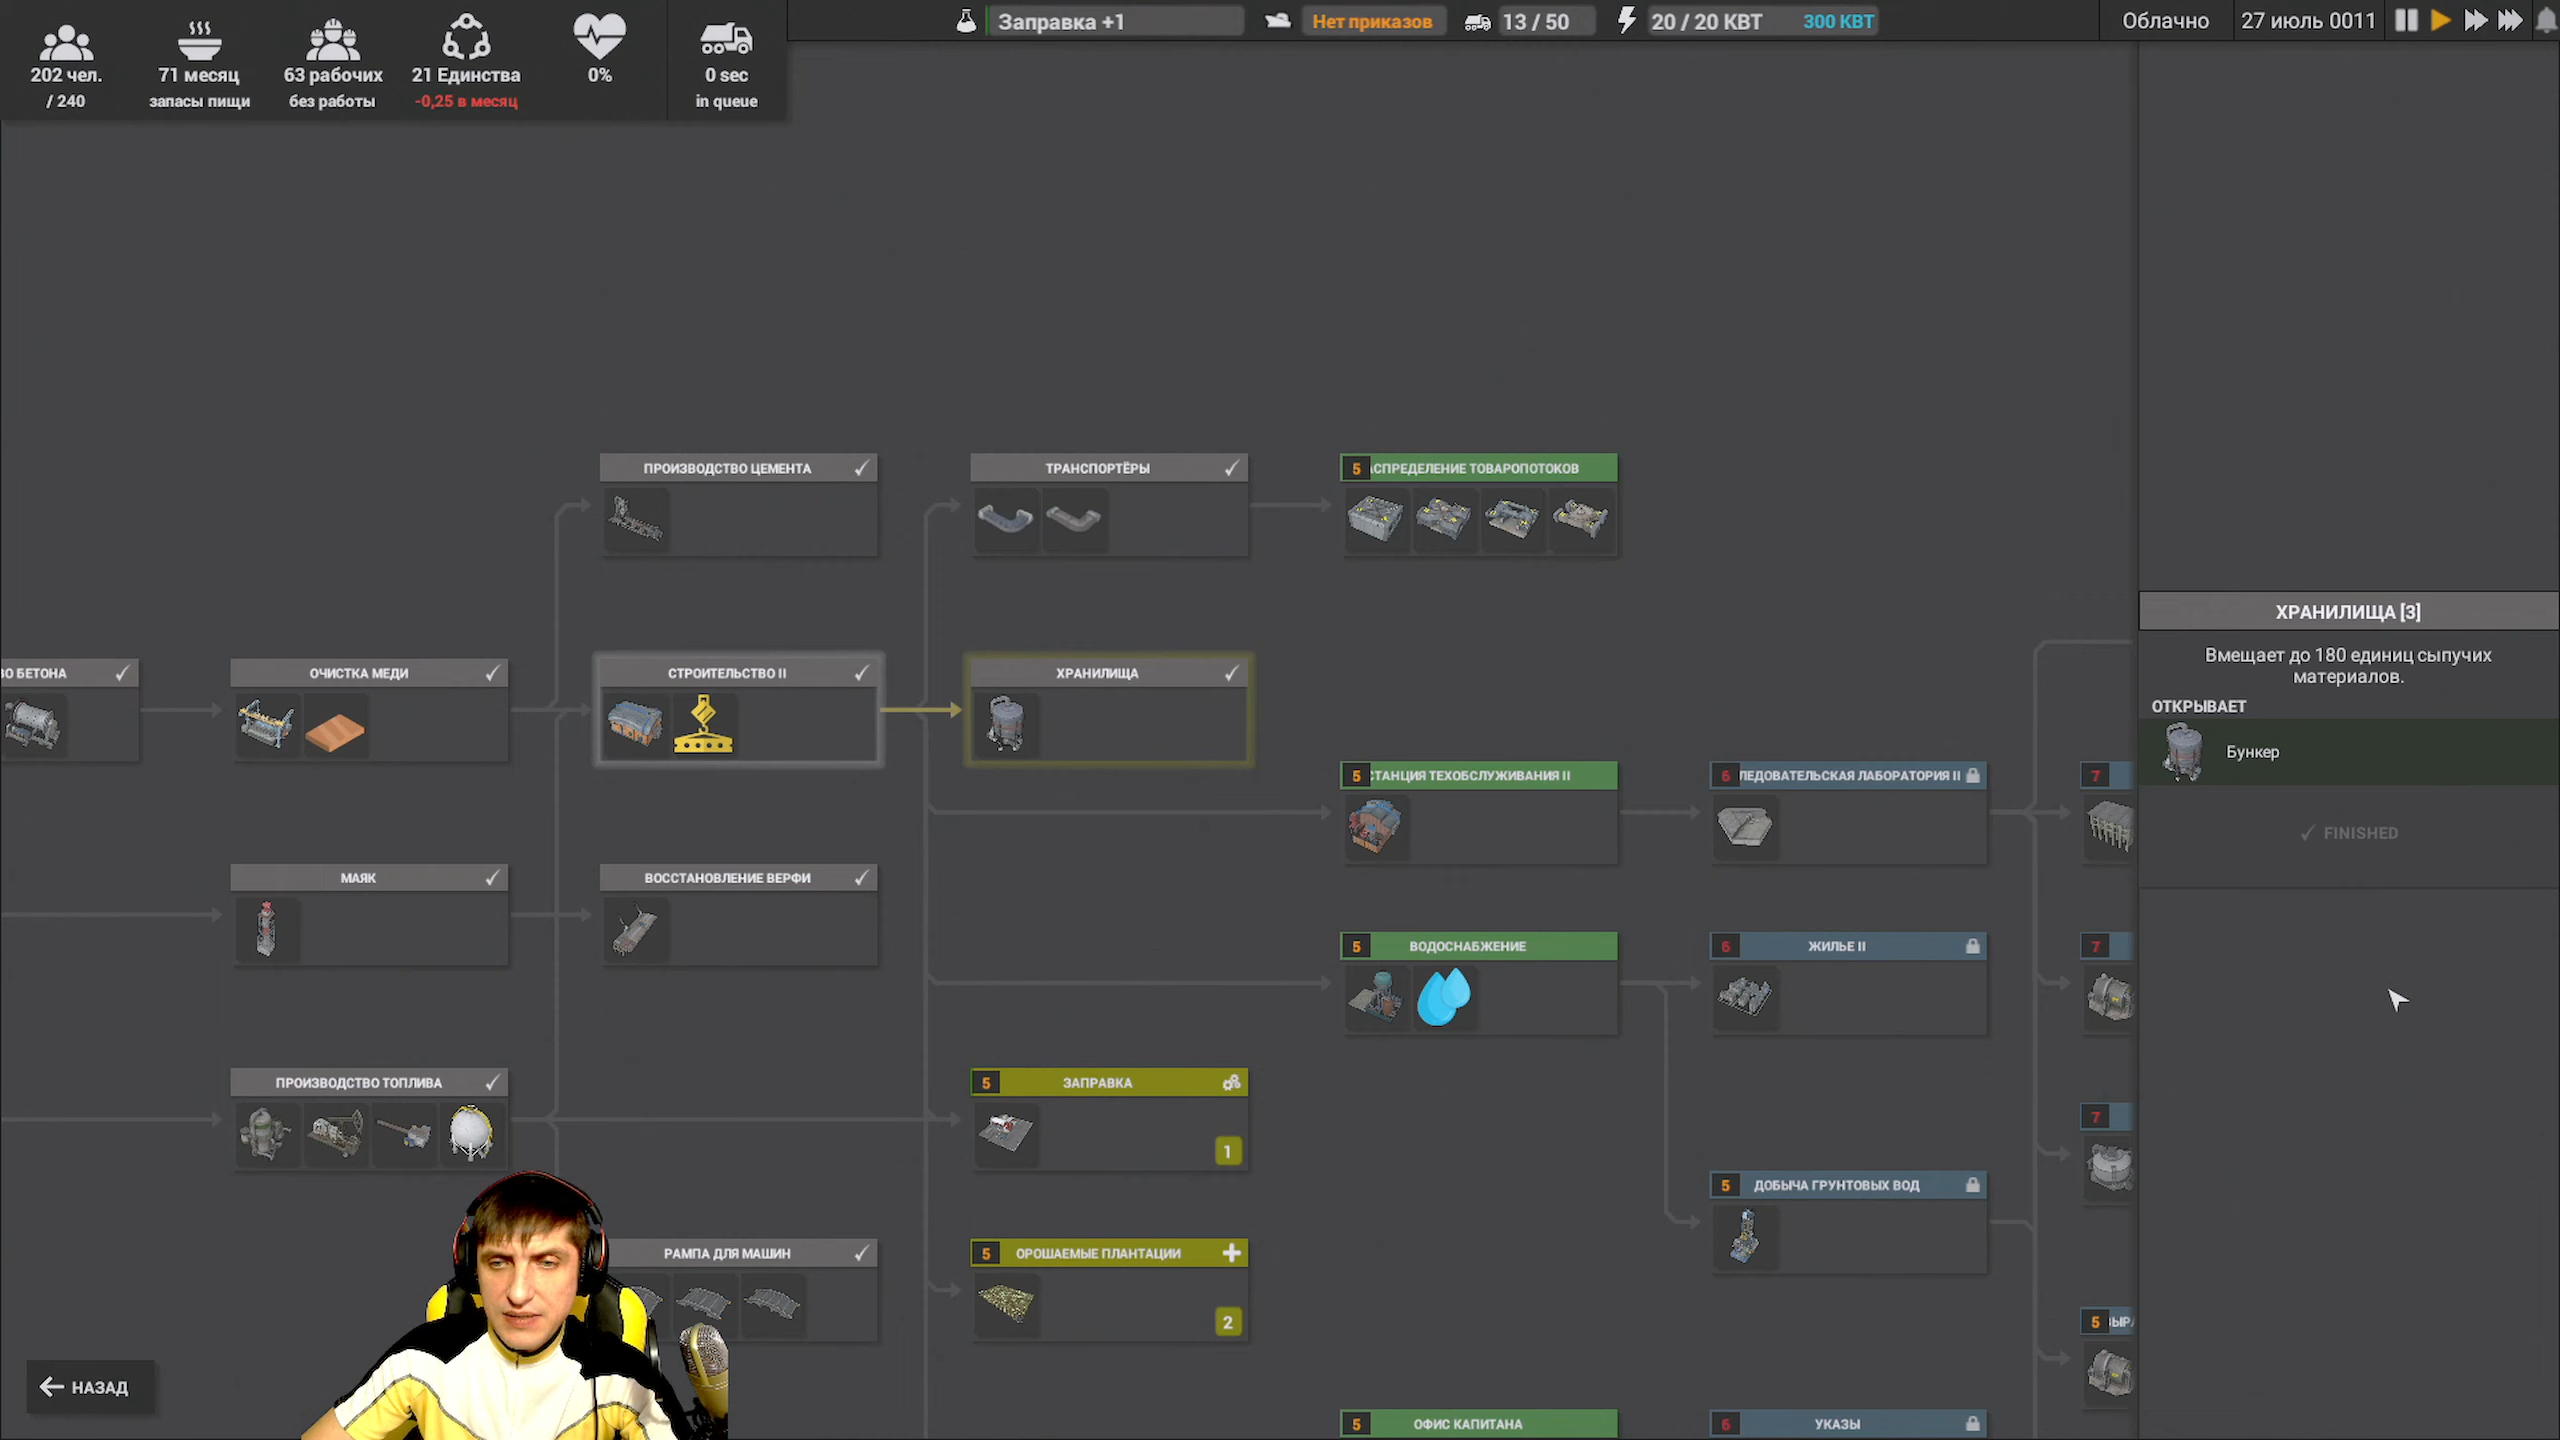 202 чел.
/ 240
71 месяц
запасы пищи
63 рабочих
без работы
21 Единства
-0,25 в месяц
0%
0 sec
in queue
Заправка +1
Нет приказов
13 / 50
20 / 20 КВТ
300 КВТ
Облачно
27 июль 0011
ПРОИЗВОДСТВО ЦЕМЕНТА
ТРАНСПОРТЁРЫ
5 АСПРЕДЕЛЕНИЕ ТОВАРОПОТОКОВ
ВО БЕТОНА
ОЧИСТКА МЕДИ
СТРОИТЕЛЬСТВО II
ХРАНИЛИЩА
5 СТАНЦИЯ ТЕХОБСЛУЖИВАНИЯ II
6 ЛЕДОВАТЕЛЬСКАЯ ЛАБОРАТОРИЯ II
7
МАЯК
ВОССТАНОВЛЕНИЕ ВЕРФИ
5 ВОДОСНАБЖЕНИЕ
6 ЖИЛЬЕ II
7
ПРОИЗВОДСТВО ТОПЛИВА
5 ЗАПРАВКА
1
7
5 ДОБЫЧА ГРУНТОВЫХ ВОД
РАМПА ДЛЯ МАШИН
5 ОРОШАЕМЫЕ ПЛАНТАЦИИ
2
5
5 ОФИС КАПИТАНА
6 УКАЗЫ
НАЗАД
ХРАНИЛИЩА [3]
Вмещает до 180 единиц сыпучих
материалов.
ОТКРЫВАЕТ
Бункер
FINISHED